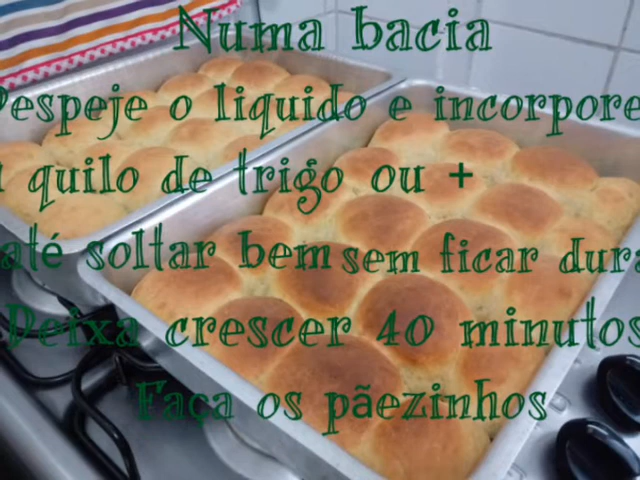 Numa bacia
Despeje o liquido e incorpore
1 quilo de trigo ou +
até soltar bem sem ficar dura
Deixa crescer 40 minutos
Faça os pãezinhos